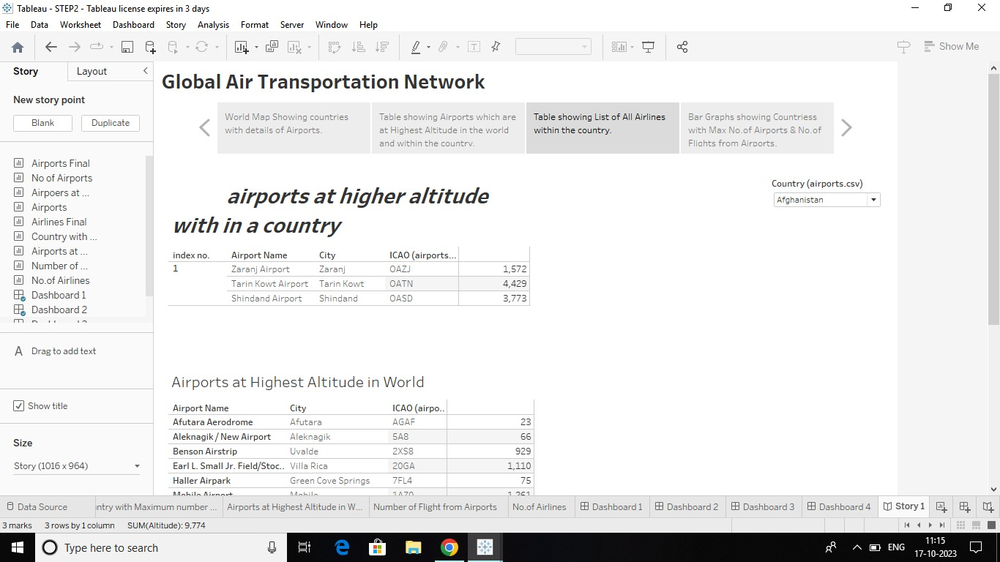 Tableau - STEP2 - Tableau license expires in 3 days
File Data Worksheet Dashboard Story Analysis Format Server Window Help
Show Me
Story Layout
New story point
Blank Duplicate
Airports Final
No of Airports
Airpoers at ...
Airports
Airlines Final
Country with ...
Airports at ...
Number of ...
No.of Airlines
Dashboard 1
Dashboard 2
A Drag to add text
Show title
Size
Story (1016 x 964)
Global Air Transportation Network
World Map Showing countries
with details of Airports.
Table showing Airports which are
at Highest Altitude in the world
and within the country.
Table showing List of All Airlines
within the country.
Bar Graphs showing Countriess
with Max No.of Airports & No.of
Flights from Airports.
airports at higher altitude
with in a country
Country (airports.csv)
Afghanistan
index no. Airport Name City ICAO (airports...
1 Zaranj Airport Zaranj OAZJ 1,572
Tarin Kowt Airport Tarin Kowt OATN 4,429
Shindand Airport Shindand OASD 3,773
Airports at Highest Altitude in World
Airport Name City ICAO (airpo..
Afutara Aerodrome Afutara AGAF 23
Aleknagik / New Airport Aleknagik 5A8 66
Benson Airstrip Uvalde 2XS8 929
Earl L. Small Jr. Field/Stoc.. Villa Rica 20GA 1,110
Haller Airpark Green Cove Springs 7FL4 75
Data Source ntry with Maximum number ... Airports at Highest Altitude in W... Number of Flight from Airports No.of Airlines Dashboard 1 Dashboard 2 Dashboard 3 Dashboard 4 Story 1
3 marks 3 rows by 1 column SUM(Altitude): 9,774
Type here to search
ENG
11:15
17-10-2023